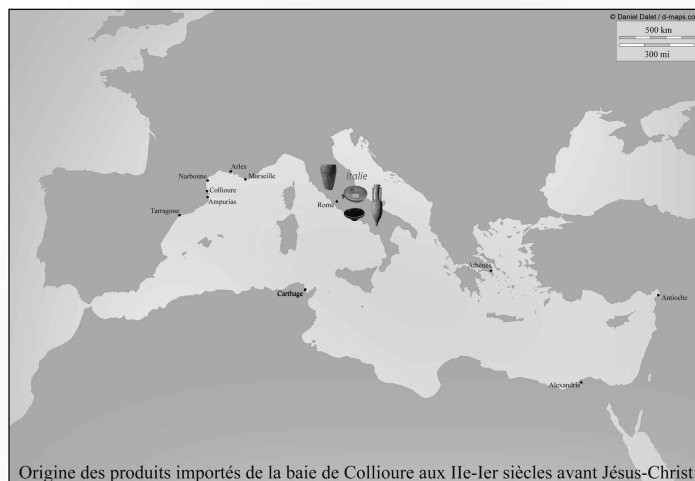 © Daniel Dalet / d-maps.co
500 km
300 mi
Italie
Arles
Narbonne
Marseille
Collioure
Ampurias
Rome
Tarragone
Athènes
Carthage
Antioche
Alexandrie
Origine des produits importés de la baie de Collioure aux IIe-Ier siècles avant Jésus-Christ